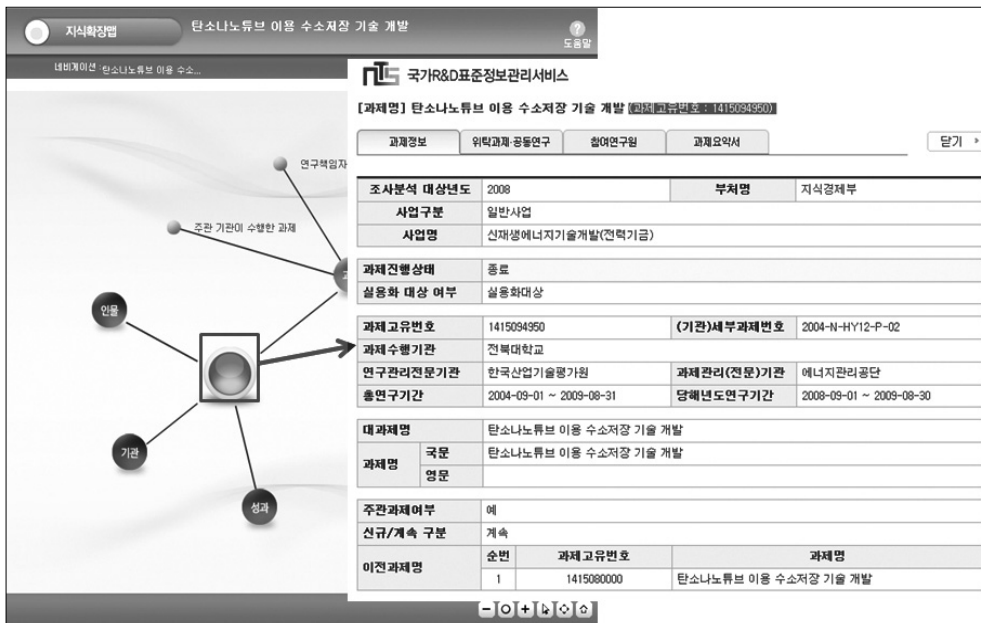 지식확장맵
탄소나노튜브 이용 수소저장 기술 개발
도움말
네비게이션 : 탄소나노튜브 이용 수소...
연구책임자
주관 기관이 수행한 과제
인물
기관
성과
NTIS 국가R&D표준정보관리서비스
[과제명] 탄소나노튜브 이용 수소저장 기술 개발 (과제고유번호 : 1415094950)
과제정보 위탁과제·공동연구 참여연구원 과제요약서 닫기
조사분석 대상년도 2008 부처명 지식경제부
사업구분 일반사업
사업명 신재생에너지기술개발(전력기금)
과제진행상태 종료
실용화 대상 여부 실용화대상
과제고유번호 1415094950 (기관)세부과제번호 2004-N-HY12-P-02
과제수행기관 전북대학교
연구관리전문기관 한국산업기술평가원 과제관리(전문)기관 에너지관리공단
총연구기간 2004-09-01 ~ 2009-08-31 당해년도연구기간 2008-09-01 ~ 2009-08-30
대과제명 탄소나노튜브 이용 수소저장 기술 개발
과제명 국문 탄소나노튜브 이용 수소저장 기술 개발
영문
주관과제여부 예
신규/계속 구분 계속
이전과제명 순번 과제고유번호 과제명
1 1415080000 탄소나노튜브 이용 수소저장 기술 개발